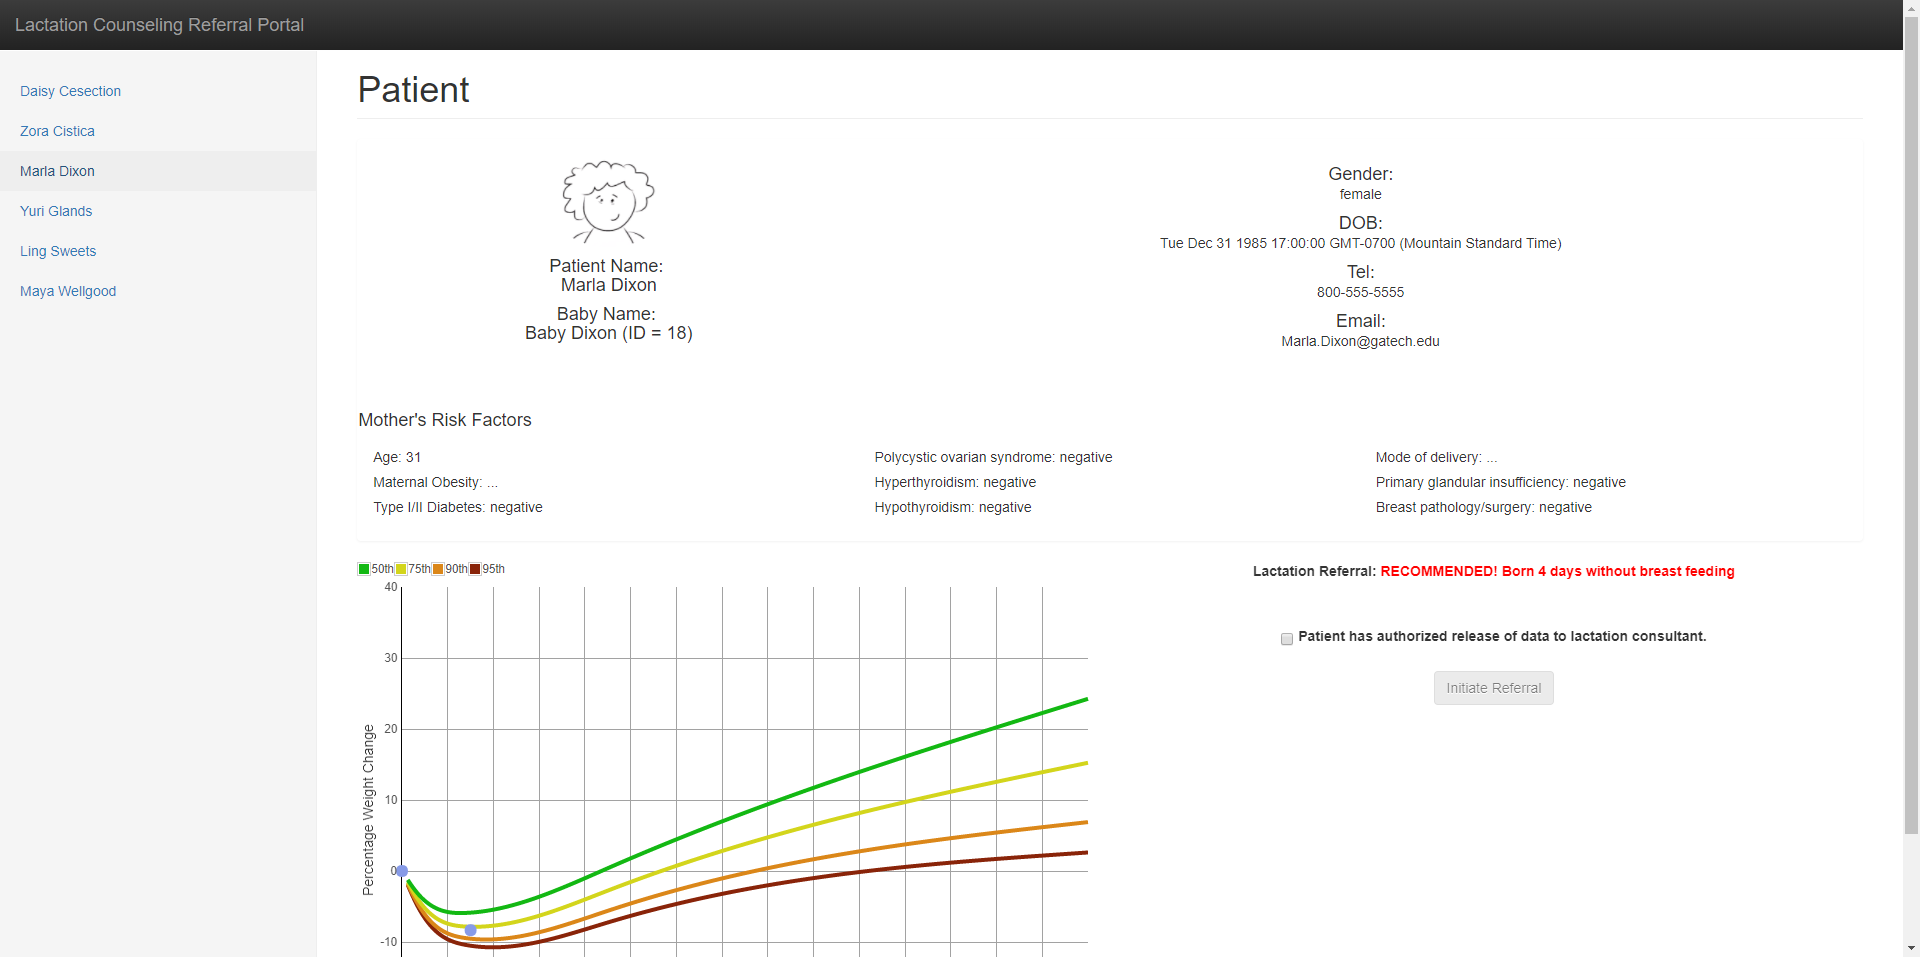 Lactation Counseling Referral Portal
Daisy Cesection
Zora Cistica
Marla Dixon
Yuri Glands
Ling Sweets
Maya Wellgood
Patient
Patient Name:
Marla Dixon
Baby Name:
Baby Dixon (ID = 18)
Gender:
female
DOB:
Tue Dec 31 1985 17:00:00 GMT-0700 (Mountain Standard Time)
Tel:
800-555-5555
Email:
Marla.Dixon@gatech.edu
Mother's Risk Factors
Age: 31
Maternal Obesity: ...
Type I/II Diabetes: negative
Polycystic ovarian syndrome: negative
Hyperthyroidism: negative
Hypothyroidism: negative
Mode of delivery: ...
Primary glandular insufficiency: negative
Breast pathology/surgery: negative
50th 75th 90th 95th
40
30
20
10
0
-10
Percentage Weight Change
Lactation Referral: RECOMMENDED! Born 4 days without breast feeding
Patient has authorized release of data to lactation consultant.
Initiate Referral